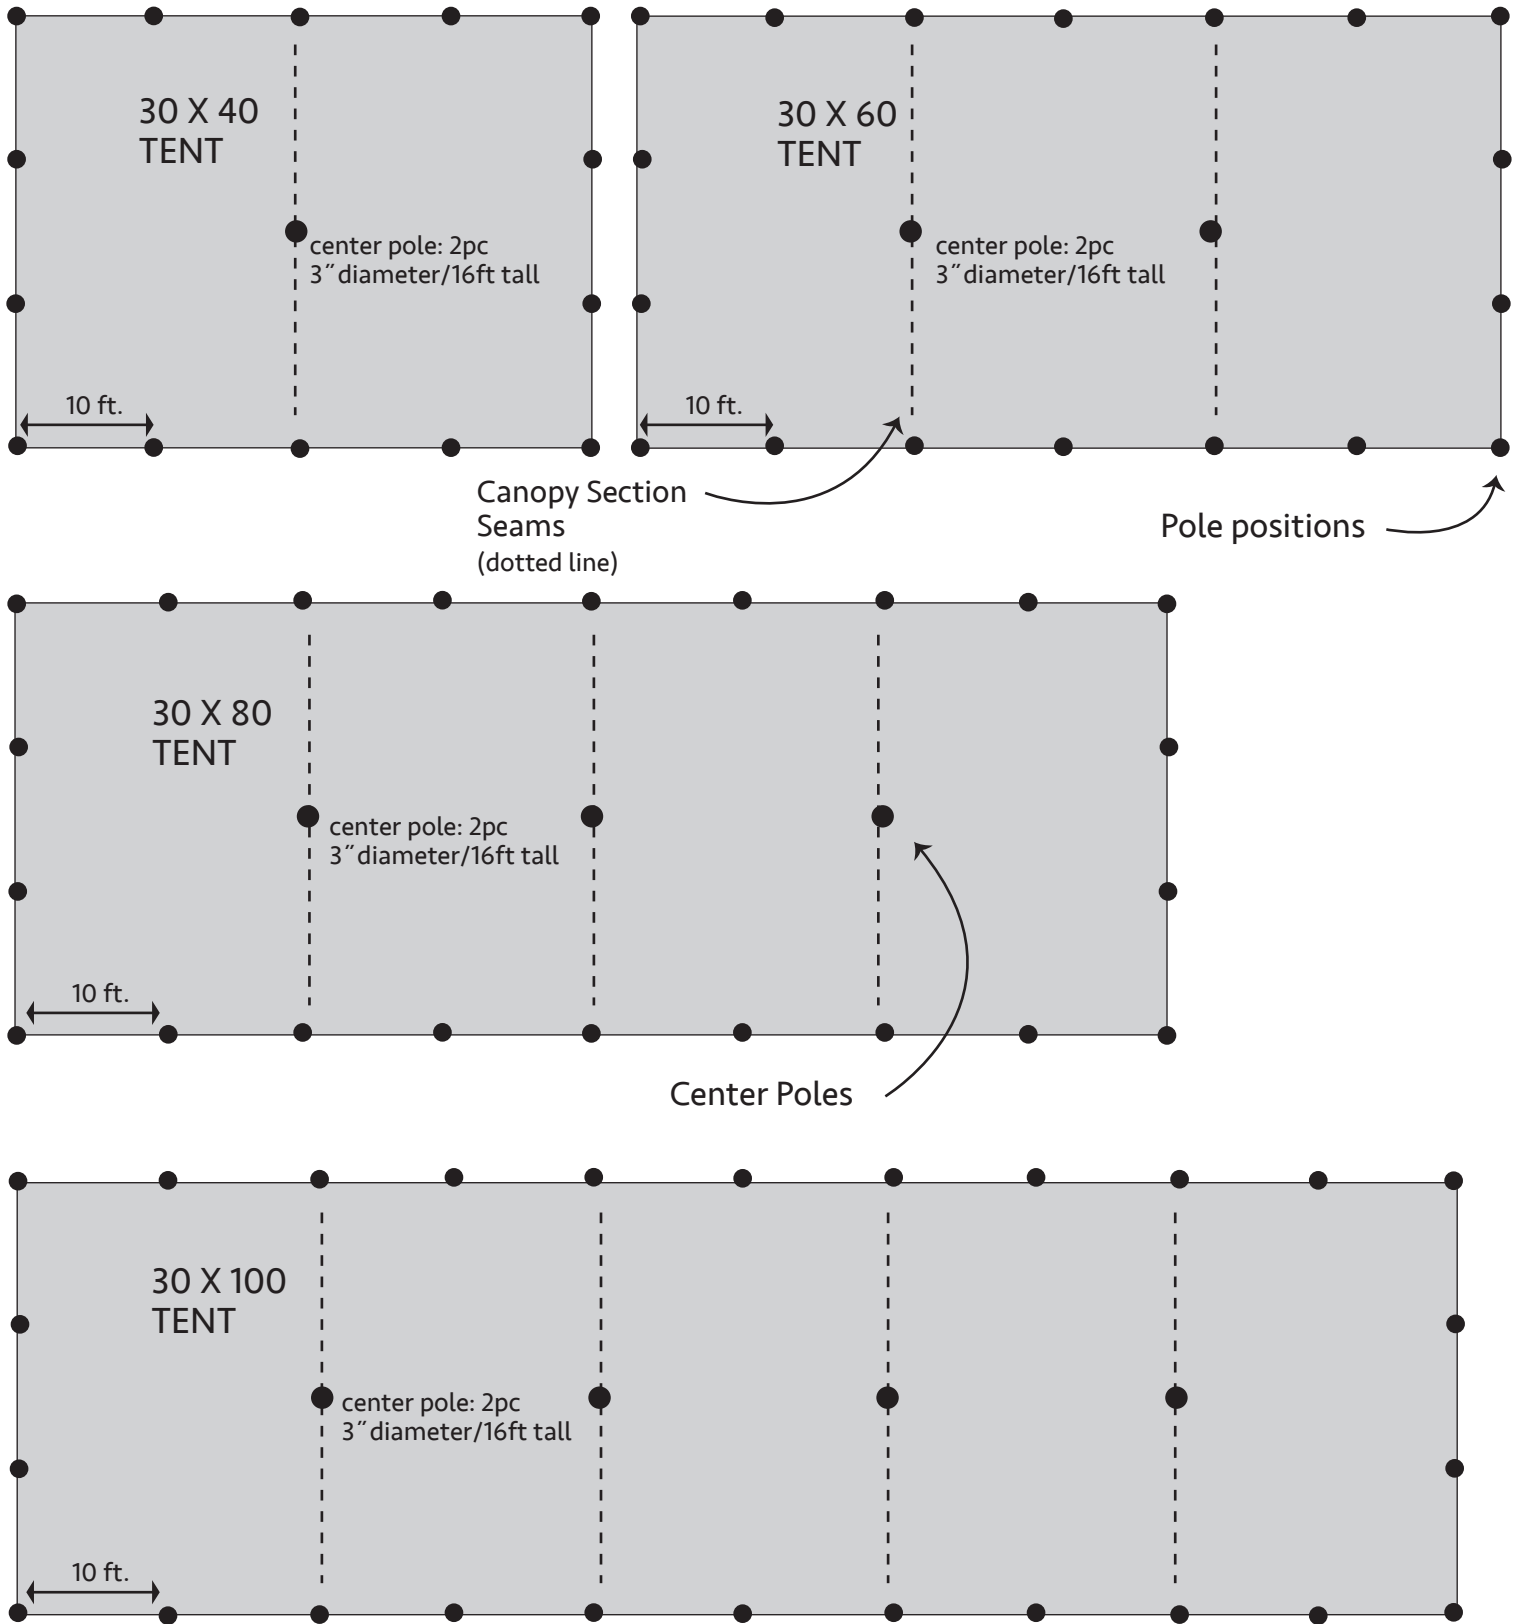 30 X 40
TENT
center pole: 2pc
3˝diameter/16ft tall
10 ft.
30 X 60
TENT
center pole: 2pc
3˝diameter/16ft tall
10 ft.
Canopy Section
Seams
(dotted line)
Pole positions
30 X 80
TENT
center pole: 2pc
3˝diameter/16ft tall
10 ft.
Center Poles
30 X 100
TENT
center pole: 2pc
3˝diameter/16ft tall
10 ft.